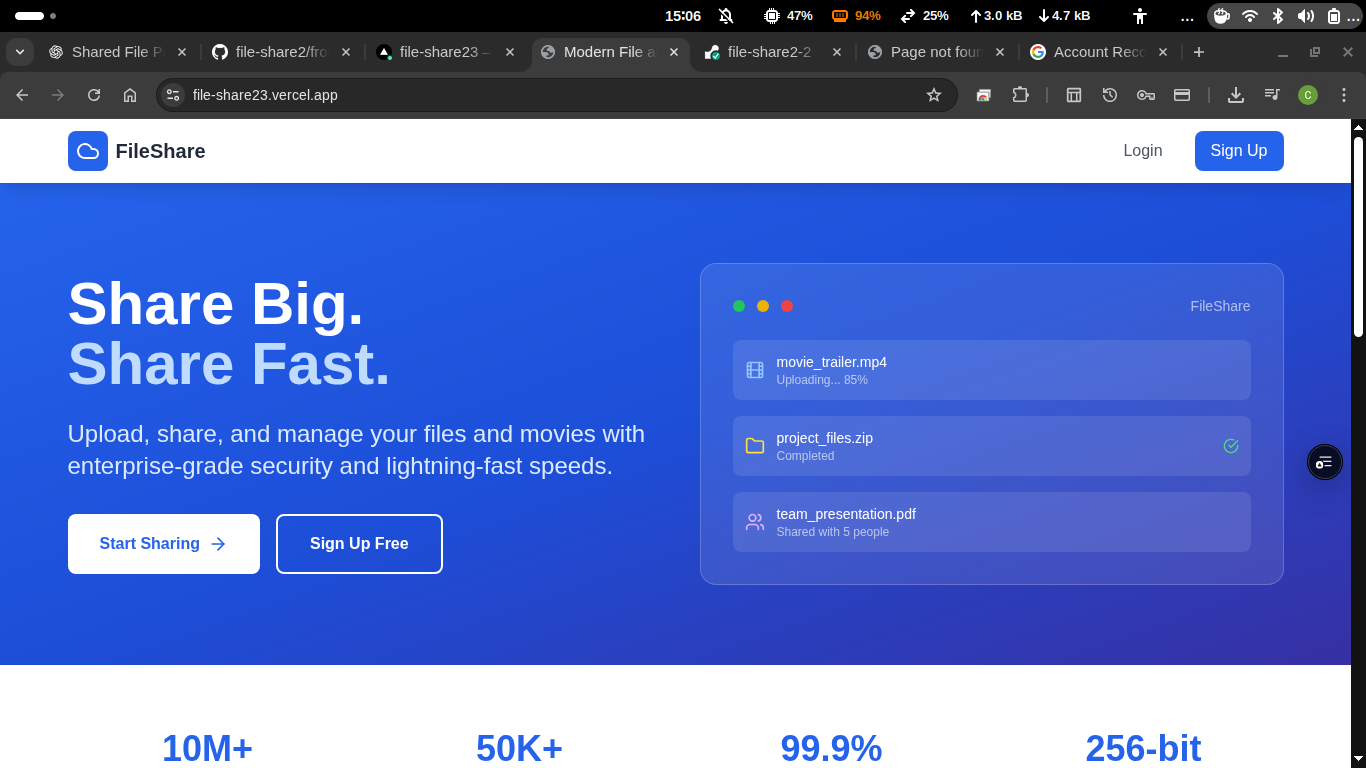 15:06
47%
94%
25%
3.0 kB
4.7 kB
...
...
Shared File P
file-share2/fro
file-share23 –
Modern File a
file-share2-2
Page not foun
Account Reco
file-share23.vercel.app
C
FileShare
Login
Sign Up
Share Big.
Share Fast.
Upload, share, and manage your files and movies with
enterprise-grade security and lightning-fast speeds.
Start Sharing
Sign Up Free
FileShare
movie_trailer.mp4
Uploading... 85%
project_files.zip
Completed
team_presentation.pdf
Shared with 5 people
10M+
50K+
99.9%
256-bit